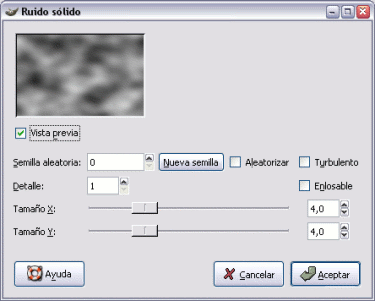 Ruido sólido
Vista previa
Semilla aleatoria: 0 Nueva semilla Aleatorizar Turbulento
Detalle: 1 Enlosable
Tamaño X: 4,0
Tamaño Y: 4,0
Ayuda Cancelar Aceptar